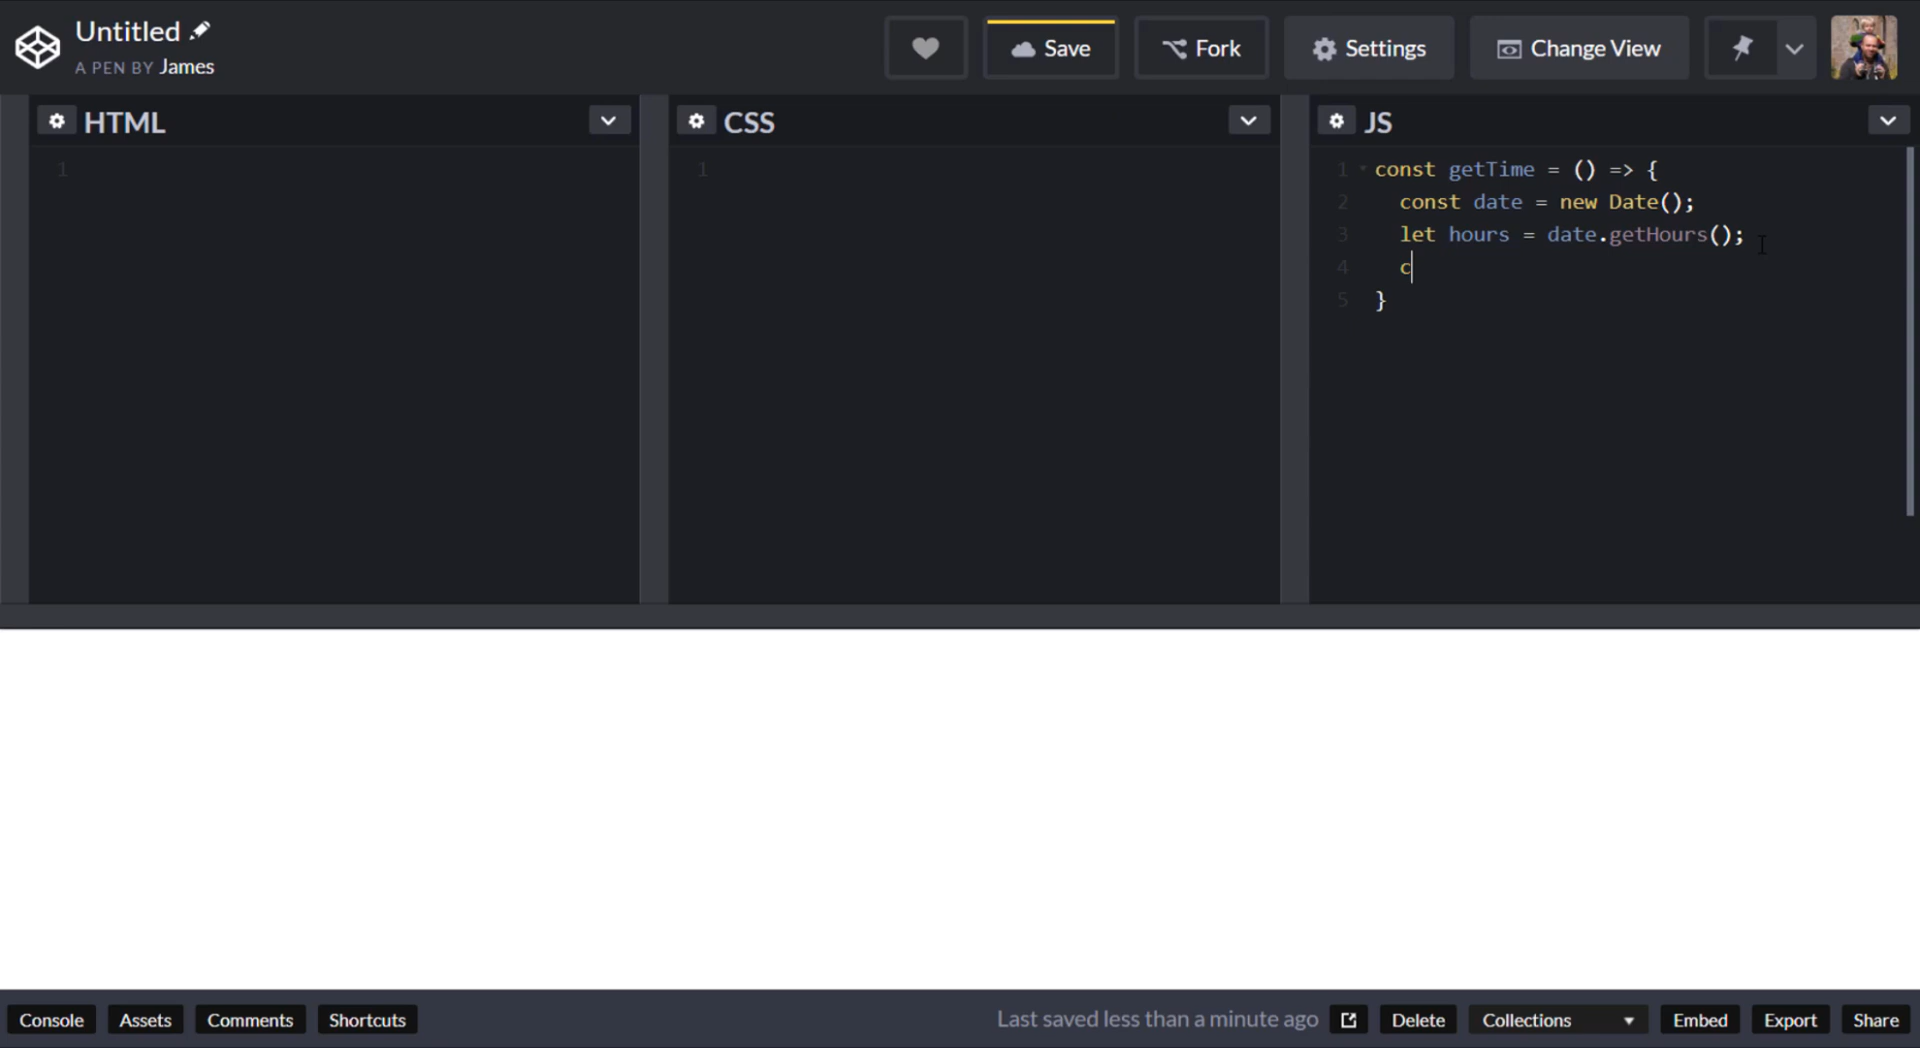 Untitled
A PEN BY James
Save
Fork
Settings
Change View
HTML
CSS
JS
1
1
1 const getTime = () => {
2 const date = new Date();
3 let hours = date.getHours();
4 c
5 }
Console
Assets
Comments
Shortcuts
Last saved less than a minute ago
Delete
Collections
Embed
Export
Share